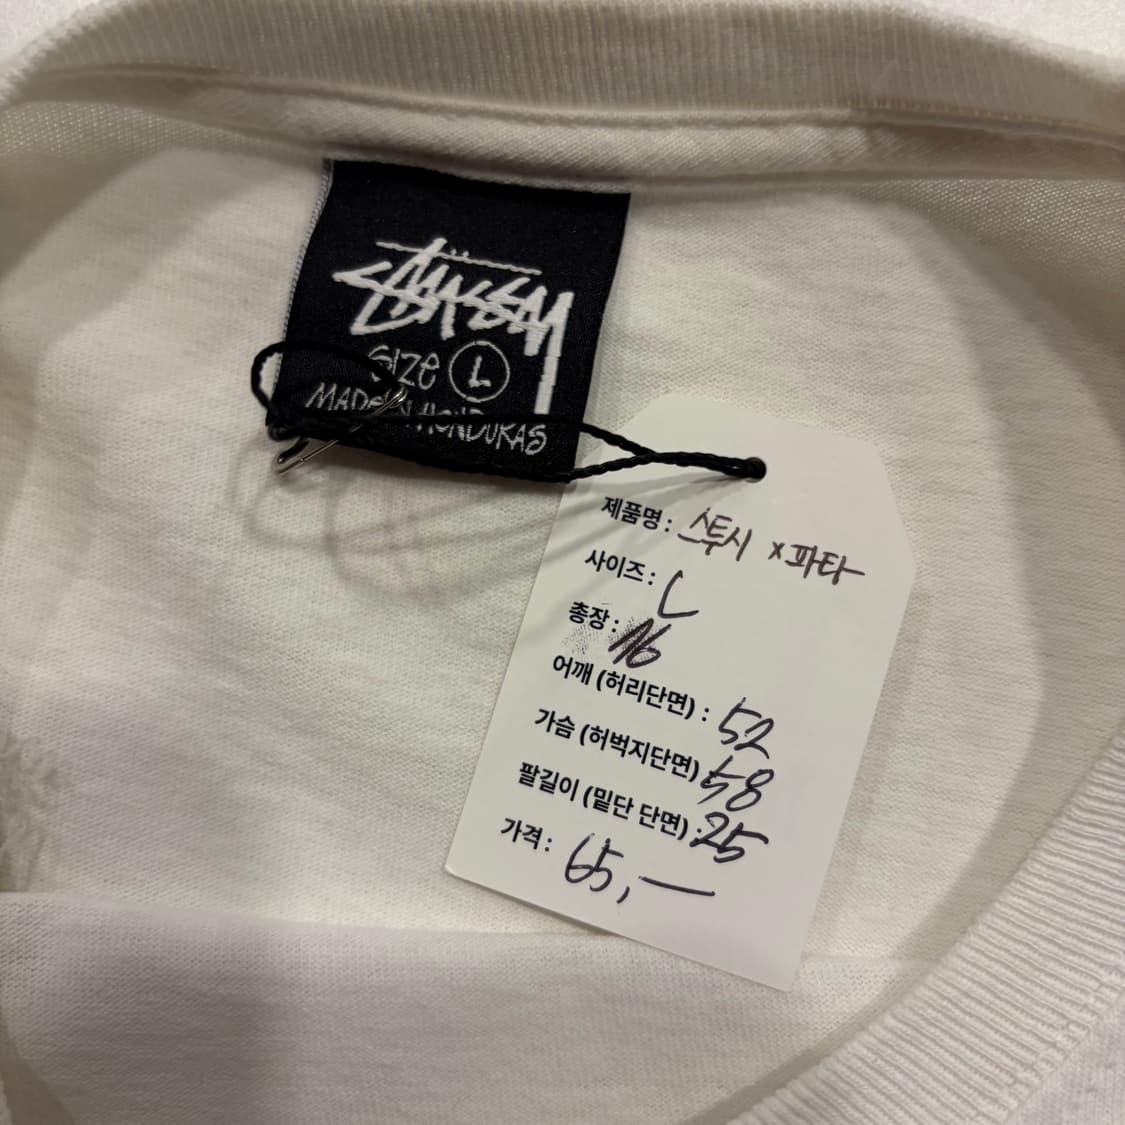 STÜSSY
SIZE L
MADE IN HONDURAS
제품명 : 스투시 x 파타
사이즈 : L
총장 : 76
어깨 (허리단면) : 52
가슴 (허벅지단면) 58
팔길이 (밑단 단면) : 25
가격 : 65,—